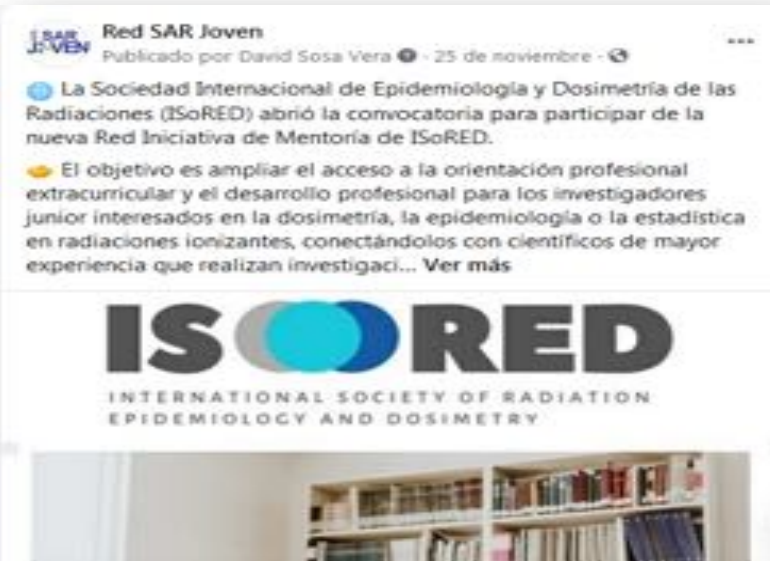 SAR
JOVEN
Red SAR Joven
Publicado por David Sosa Vera · 25 de noviembre ·
La Sociedad Internacional de Epidemiología y Dosimetría de las
Radiaciones (ISoRED) abrió la convocatoria para participar de la
nueva Red Iniciativa de Mentoría de ISoRED.
El objetivo es ampliar el acceso a la orientación profesional
extracurricular y el desarrollo profesional para los investigadores
junior interesados en la dosimetría, la epidemiología o la estadística
en radiaciones ionizantes, conectándolos con científicos de mayor
experiencia que realizan investigaci... Ver más
ISORED
INTERNATIONAL SOCIETY OF RADIATION
EPIDEMIOLOGY AND DOSIMETRY